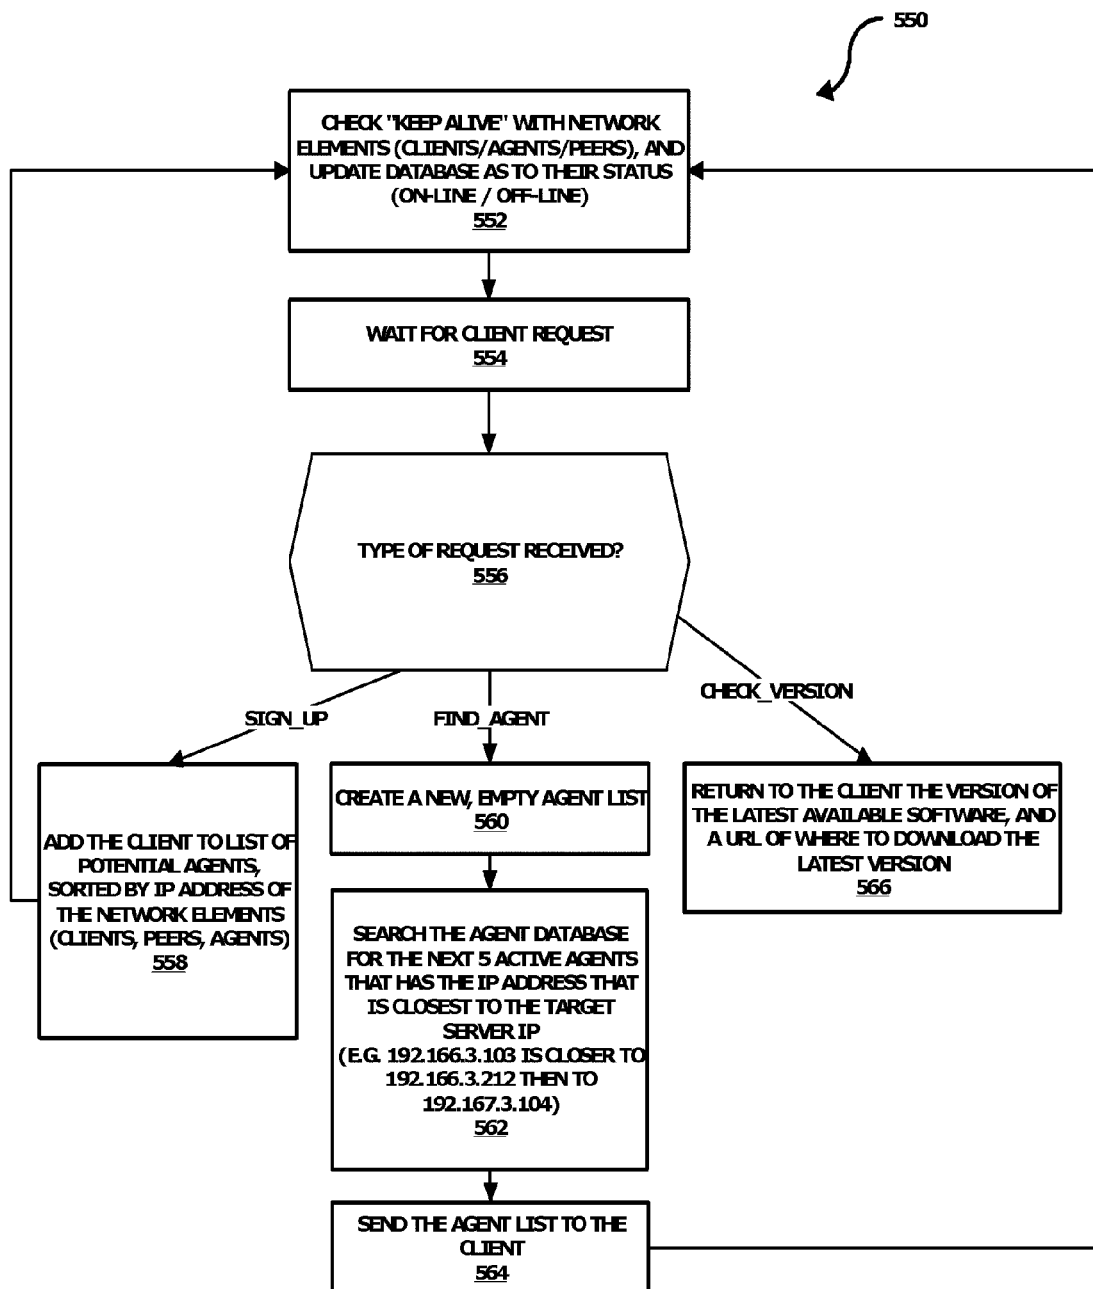 550
CHECK "KEEP ALIVE" WITH NETWORK
ELEMENTS (CLIENTS/AGENTS/PEERS), AND
UPDATE DATABASE AS TO THEIR STATUS
(ON-LINE / OFF-LINE)
552
WAIT FOR CLIENT REQUEST
554
TYPE OF REQUEST RECEIVED?
556
SIGN_UP
FIND_AGENT
CHECK_VERSION
ADD THE CLIENT TO LIST OF
POTENTIAL AGENTS,
SORTED BY IP ADDRESS OF
THE NETWORK ELEMENTS
(CLIENTS, PEERS, AGENTS)
558
CREATE A NEW, EMPTY AGENT LIST
560
SEARCH THE AGENT DATABASE
FOR THE NEXT 5 ACTIVE AGENTS
THAT HAS THE IP ADDRESS THAT
IS CLOSEST TO THE TARGET
SERVER IP
(E.G. 192.166.3.103 IS CLOSER TO
192.166.3.212 THEN TO
192.167.3.104)
562
SEND THE AGENT LIST TO THE
CLIENT
564
RETURN TO THE CLIENT THE VERSION OF
THE LATEST AVAILABLE SOFTWARE, AND
A URL OF WHERE TO DOWNLOAD THE
LATEST VERSION
566